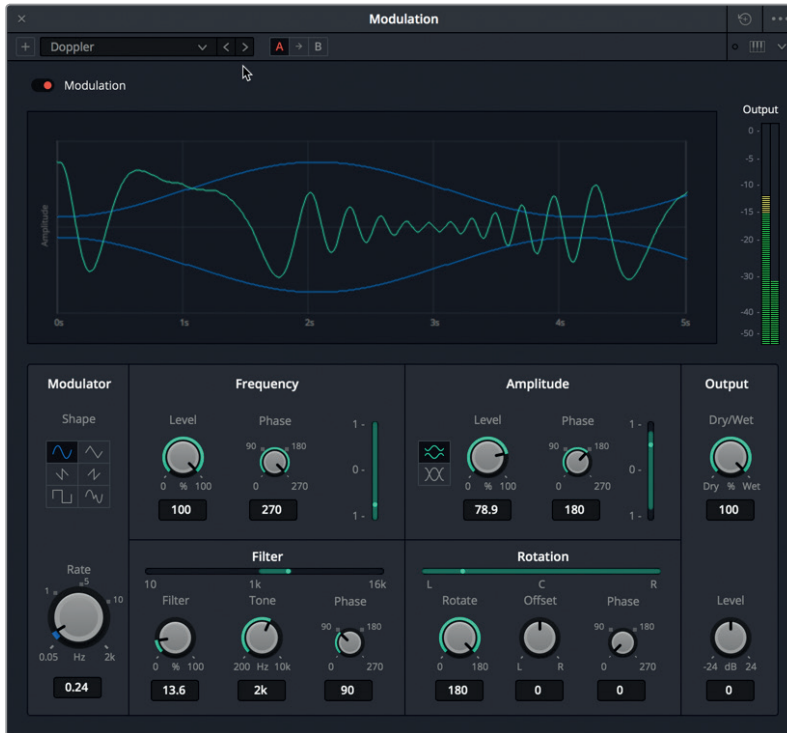 Modulation
Doppler
A B
Modulation
Output
0 -
-5 -
-10 -
-15 -
-20 -
-30 -
-40 -
-50 -
Amplitude
0s 1s 2s 3s 4s 5s
Modulator
Shape
Rate
1 5 10
0.05 Hz 2k
0.24
Frequency
Level Phase
90 180
0 % 100 0 270
100 270
1 -
0 -
1 -
Amplitude
Level Phase
90 180
0 % 100 0 270
78.9 180
1 -
0 -
1 -
Output
Dry/Wet
Dry % Wet
100
Filter
10 1k 16k
Filter Tone Phase
90 180
0 % 100 200 Hz 10k 0 270
13.6 2k 90
Rotation
L C R
Rotate Offset Phase
90 180
0 180 L R 0 270
180 0 0
Level
-24 dB 24
0